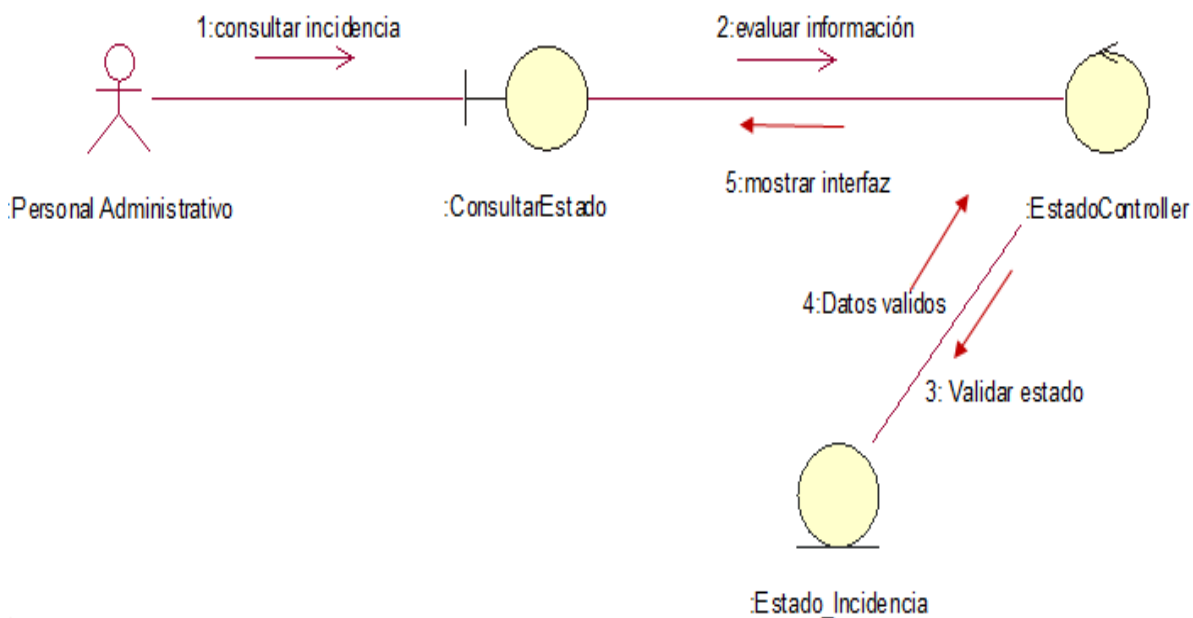 1:consultar incidencia
2:evaluar información
5:mostrar interfaz
:Personal Administrativo
:ConsultarEstado
:EstadoController
4:Datos validos
3: Validar estado
:Estado_Incidencia